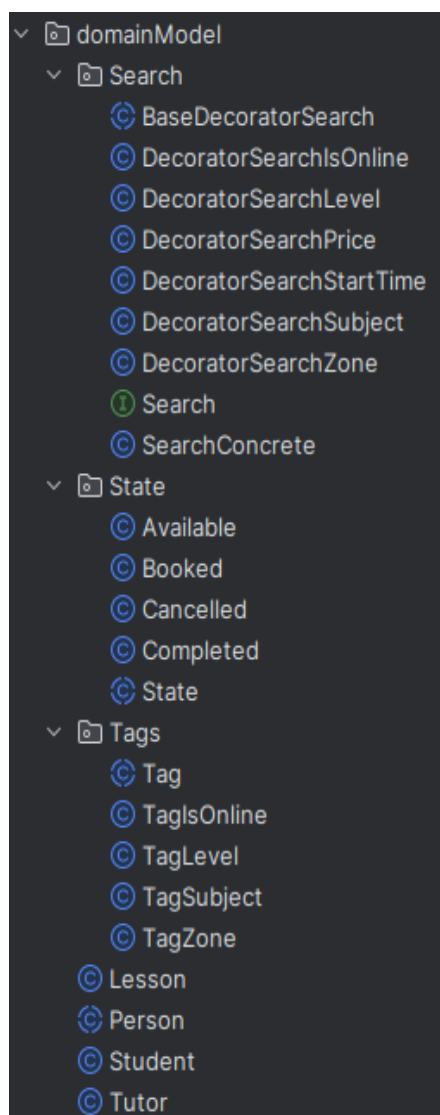 domainModel
Search
BaseDecoratorSearch
DecoratorSearchIsOnline
DecoratorSearchLevel
DecoratorSearchPrice
DecoratorSearchStartTime
DecoratorSearchSubject
DecoratorSearchZone
Search
SearchConcrete
State
Available
Booked
Cancelled
Completed
State
Tags
Tag
TagIsOnline
TagLevel
TagSubject
TagZone
Lesson
Person
Student
Tutor